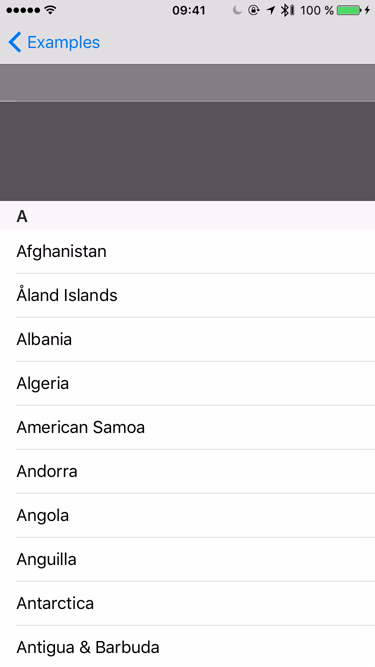 09:41 100 %
Examples
A
Afghanistan
Åland Islands
Albania
Algeria
American Samoa
Andorra
Angola
Anguilla
Antarctica
Antigua & Barbuda